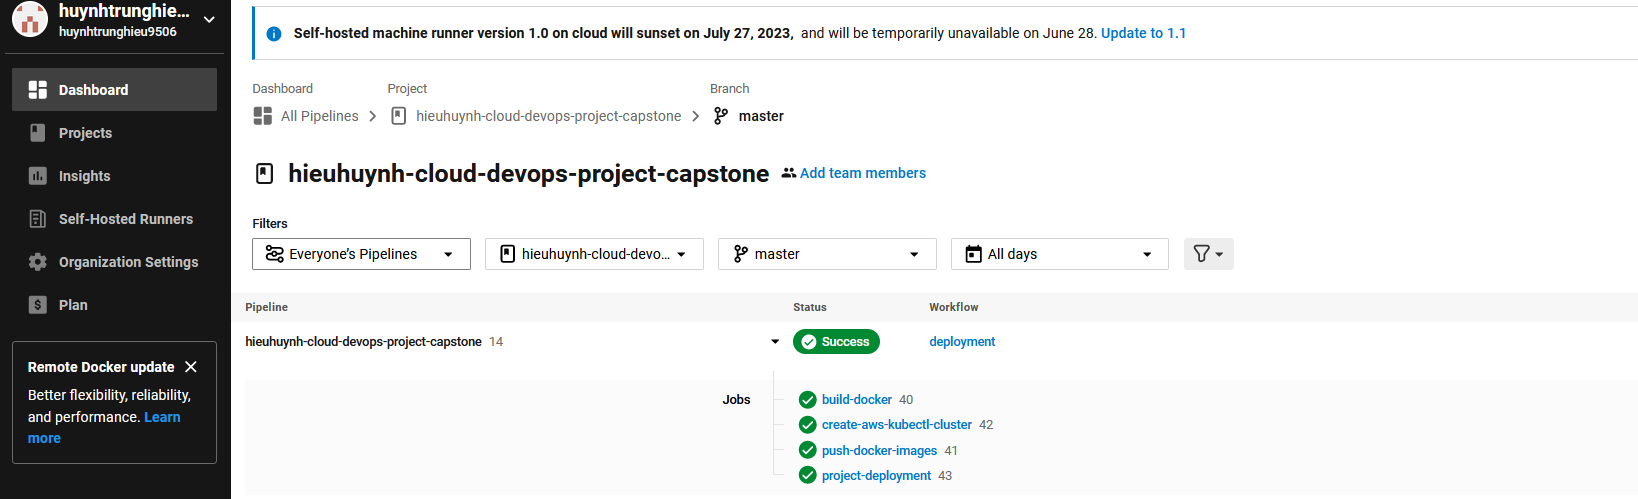 huynhtrunghie...
huynhtrunghieu9506
Dashboard
Projects
Insights
Self-Hosted Runners
Organization Settings
Plan
Remote Docker update
Better flexibility, reliability,
and performance. Learn
more
Self-hosted machine runner version 1.0 on cloud will sunset on July 27, 2023, and will be temporarily unavailable on June 28. Update to 1.1
Dashboard Project Branch
All Pipelines hieuhuynh-cloud-devops-project-capstone master
hieuhuynh-cloud-devops-project-capstone Add team members
Filters
Everyone's Pipelines hieuhuynh-cloud-devo... master All days
Pipeline Status Workflow
hieuhuynh-cloud-devops-project-capstone 14 Success deployment
Jobs build-docker 40
create-aws-kubectl-cluster 42
push-docker-images 41
project-deployment 43